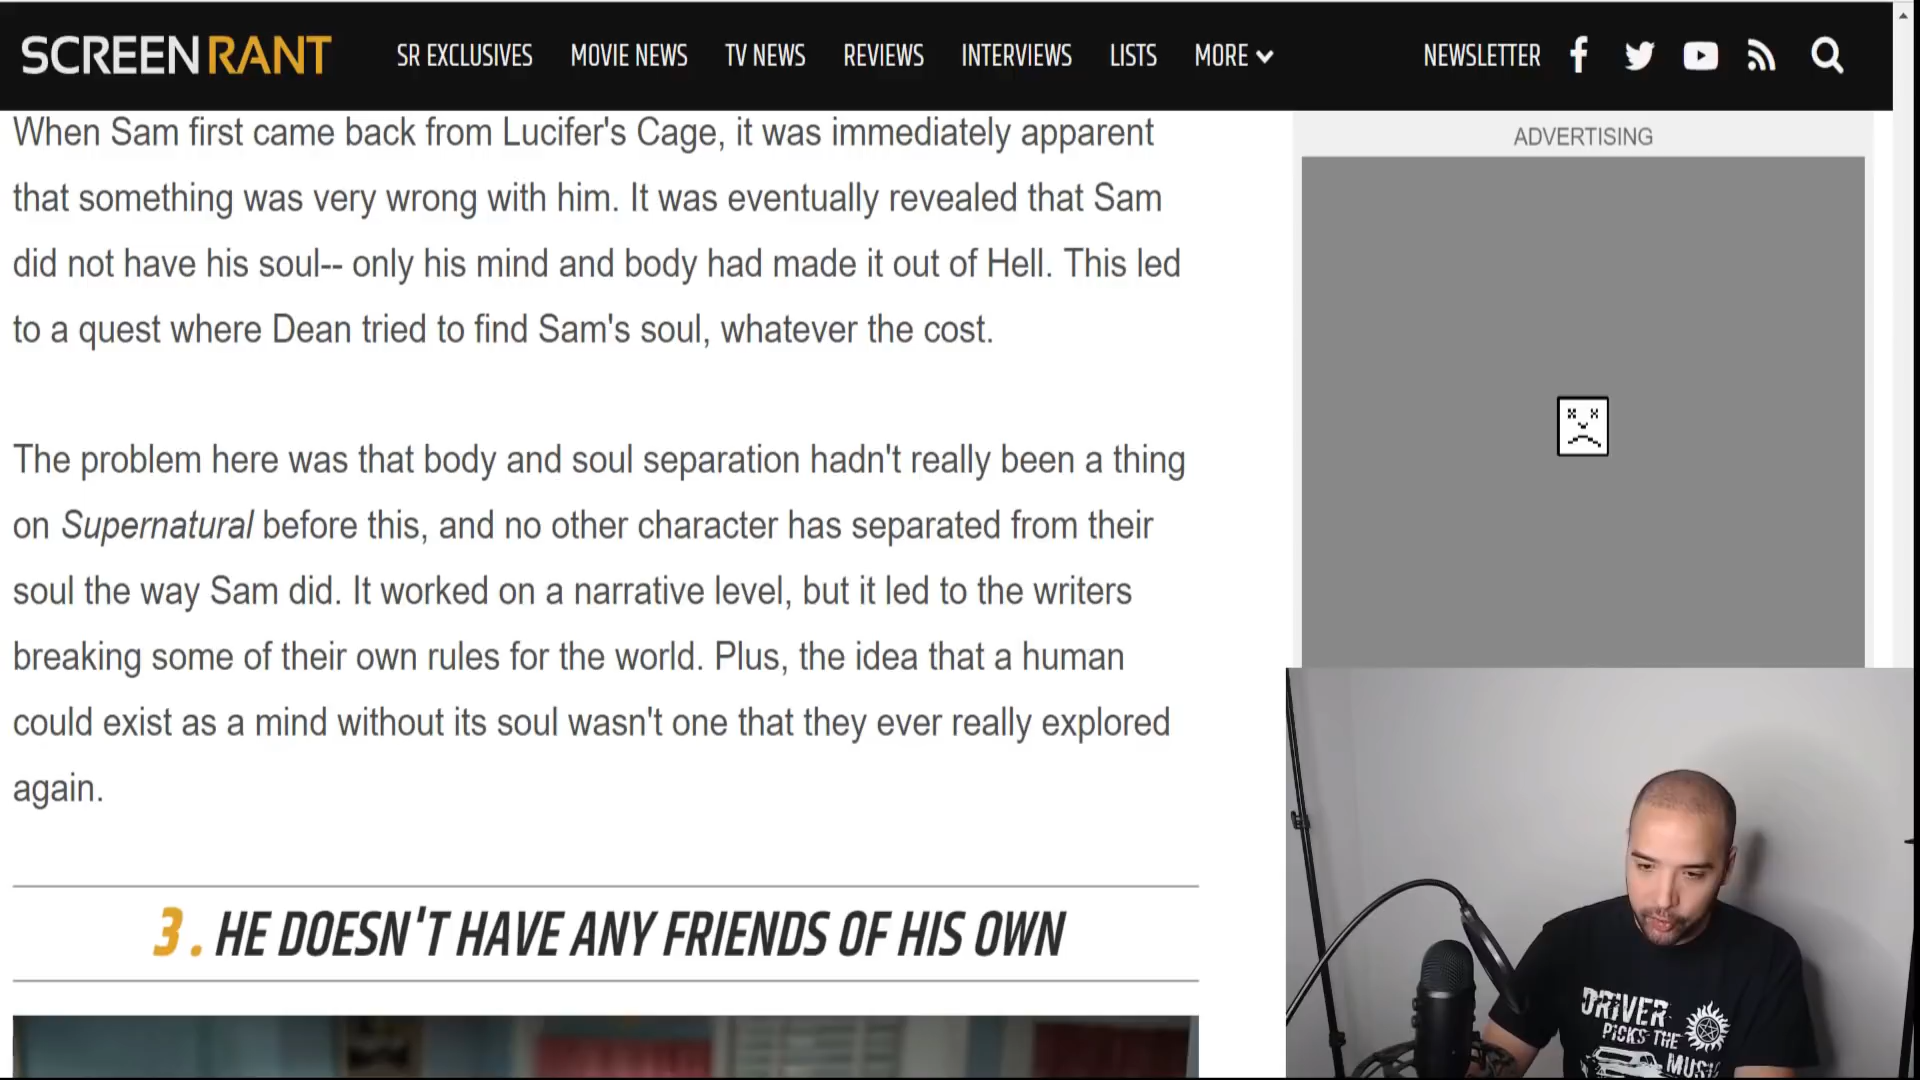 SCREENRANT
SR EXCLUSIVES MOVIE NEWS TV NEWS REVIEWS INTERVIEWS LISTS MORE NEWSLETTER
When Sam first came back from Lucifer's Cage, it was immediately apparent
that something was very wrong with him. It was eventually revealed that Sam
did not have his soul-- only his mind and body had made it out of Hell. This led
to a quest where Dean tried to find Sam's soul, whatever the cost.
The problem here was that body and soul separation hadn't really been a thing
on Supernatural before this, and no other character has separated from their
soul the way Sam did. It worked on a narrative level, but it led to the writers
breaking some of their own rules for the world. Plus, the idea that a human
could exist as a mind without its soul wasn't one that they ever really explored
again.
3. HE DOESN'T HAVE ANY FRIENDS OF HIS OWN
ADVERTISING
DRIVER
PICKS THE
MUSIC